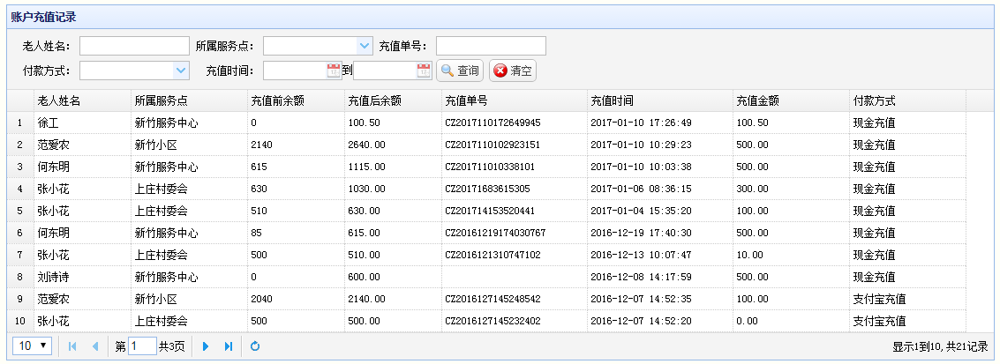 账户充值记录
老人姓名： 所属服务点： 充值单号：
付款方式： 充值时间： 到 查询 清空
老人姓名 所属服务点 充值前余额 充值后余额 充值单号 充值时间 充值金额 付款方式
1 徐工 新竹服务中心 0 100.50 CZ2017110172649945 2017-01-10 17:26:49 100.50 现金充值
2 范爱农 新竹小区 2140 2640.00 CZ2017110102923151 2017-01-10 10:29:23 500.00 现金充值
3 何东明 新竹服务中心 615 1115.00 CZ201711010338101 2017-01-10 10:03:38 500.00 现金充值
4 张小花 上庄村委会 630 1030.00 CZ20171683615305 2017-01-06 08:36:15 300.00 现金充值
5 张小花 上庄村委会 510 630.00 CZ201714153520441 2017-01-04 15:35:20 100.00 现金充值
6 何东明 新竹服务中心 85 615.00 CZ20161219174030767 2016-12-19 17:40:30 500.00 现金充值
7 张小花 上庄村委会 500 510.00 CZ2016121310747102 2016-12-13 10:07:47 10.00 现金充值
8 刘诗诗 新竹服务中心 0 600.00 2016-12-08 14:17:59 500.00 现金充值
9 范爱农 新竹小区 2040 2140.00 CZ2016127145248542 2016-12-07 14:52:35 100.00 支付宝充值
10 张小花 上庄村委会 500 500.00 CZ2016127145232402 2016-12-07 14:52:20 0.00 支付宝充值
10 第 1 共3页 显示1到10,共21记录